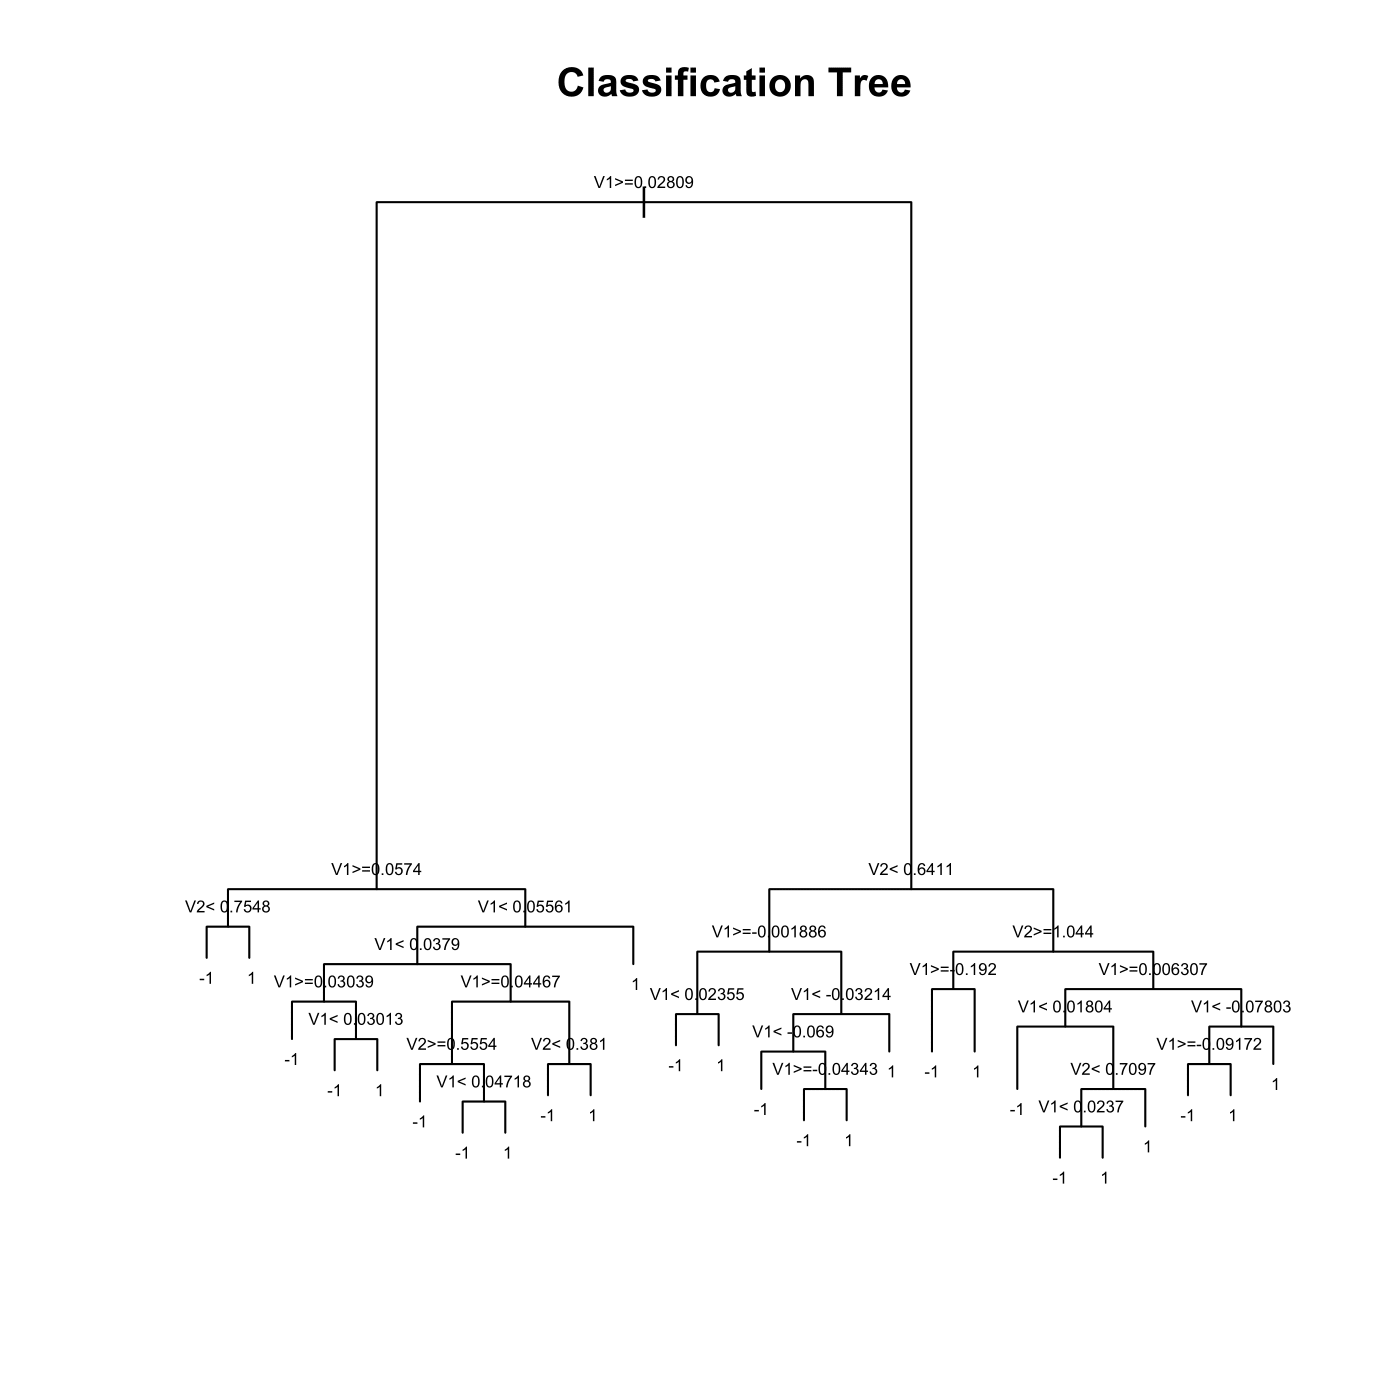 Classification Tree
V1>=0.02809
V1>=0.0574
V2< 0.6411
V2< 0.7548
V1< 0.05561
V1>=-0.001886
V2>=1.044
V1< 0.0379
V1>=-0.192
V1>=0.006307
-1
1
V1>=0.03039
V1>=0.04467
1
V1< 0.02355
V1< -0.03214
V1< 0.01804
V1< -0.07803
V1< 0.03013
V1< -0.069
-1
V2>=0.5554
V2< 0.381
-1
1
V1>=-0.04343
1
-1
1
V2< 0.7097
V1>=-0.09172
1
-1
1
V1< 0.04718
-1
1
-1
-1
V1< 0.0237
-1
1
-1
-1
1
1
-1
1
-1
1
-1
1